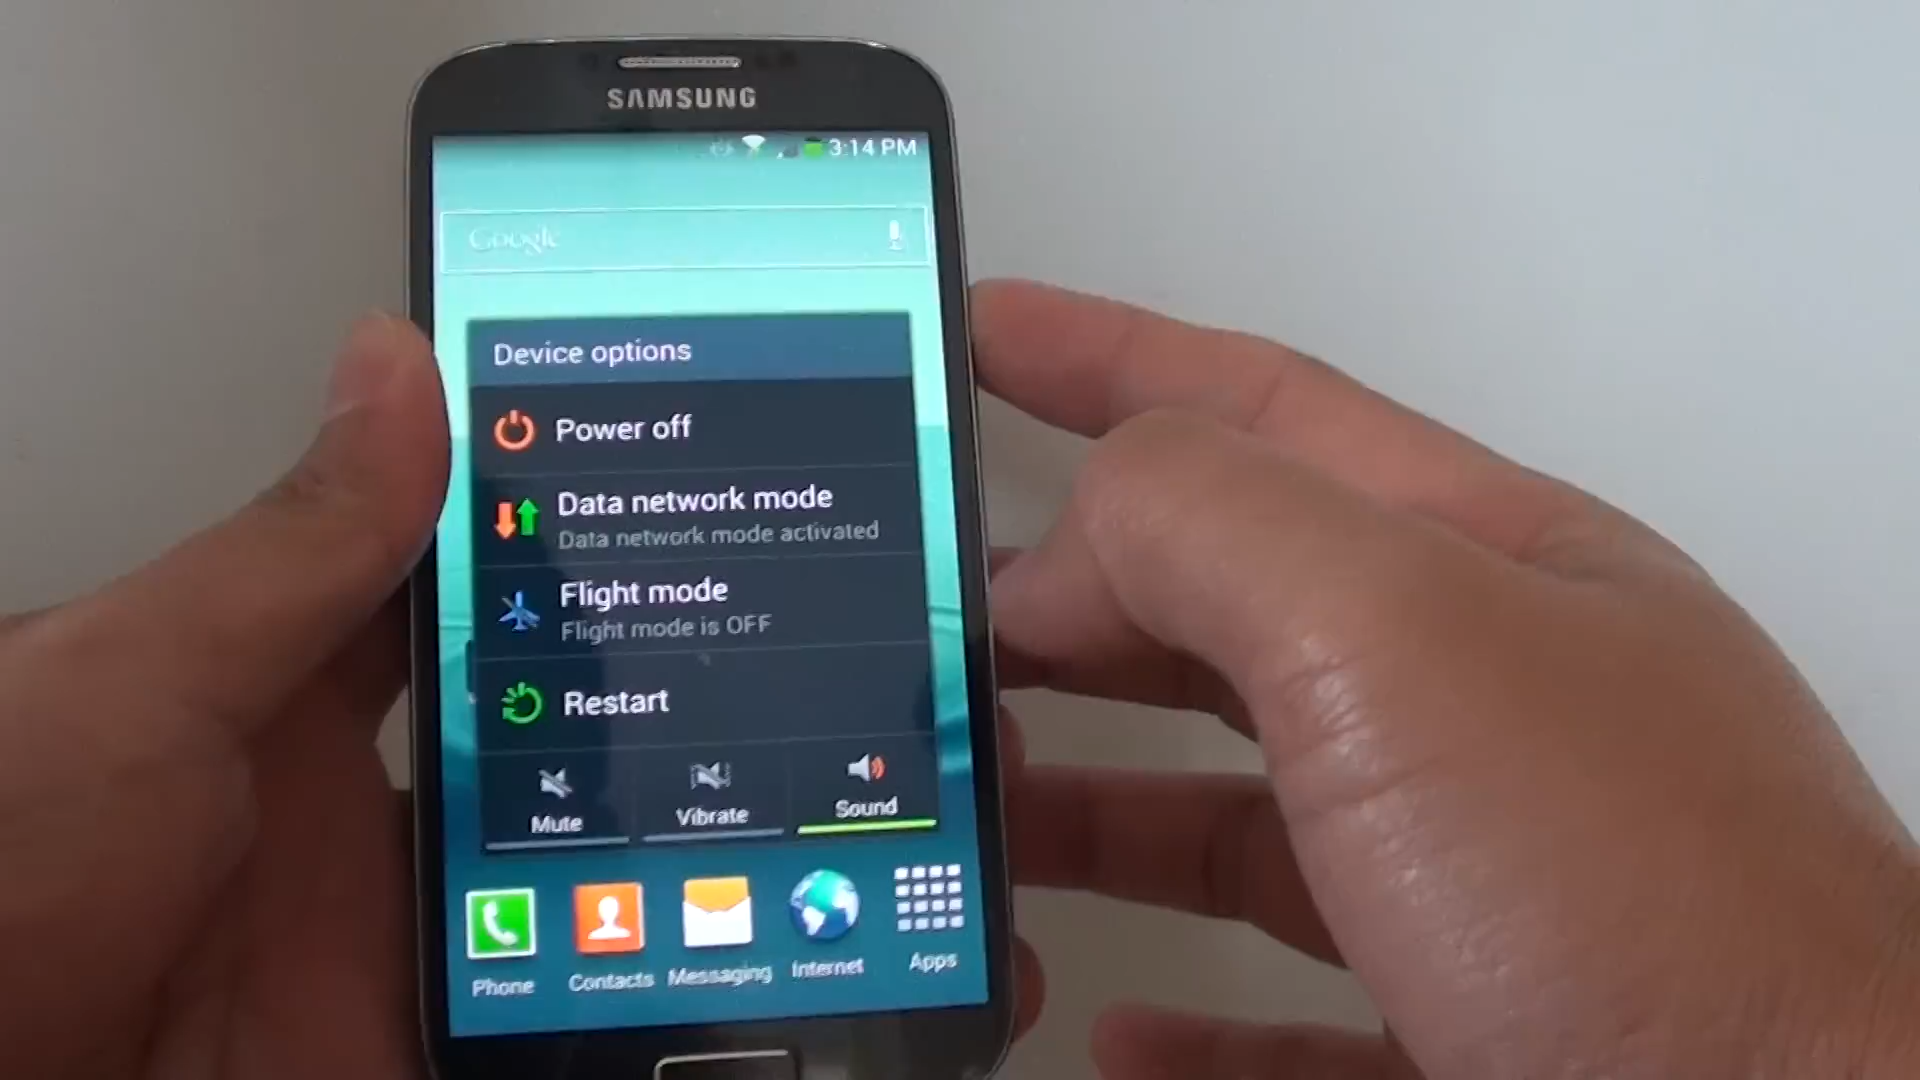 SAMSUNG
3:14 PM
Google
Device options
Power off
Data network mode
Data network mode activated
Flight mode
Flight mode is OFF
Restart
Mute
Vibrate
Sound
Phone
Contacts
Messaging
Internet
Apps